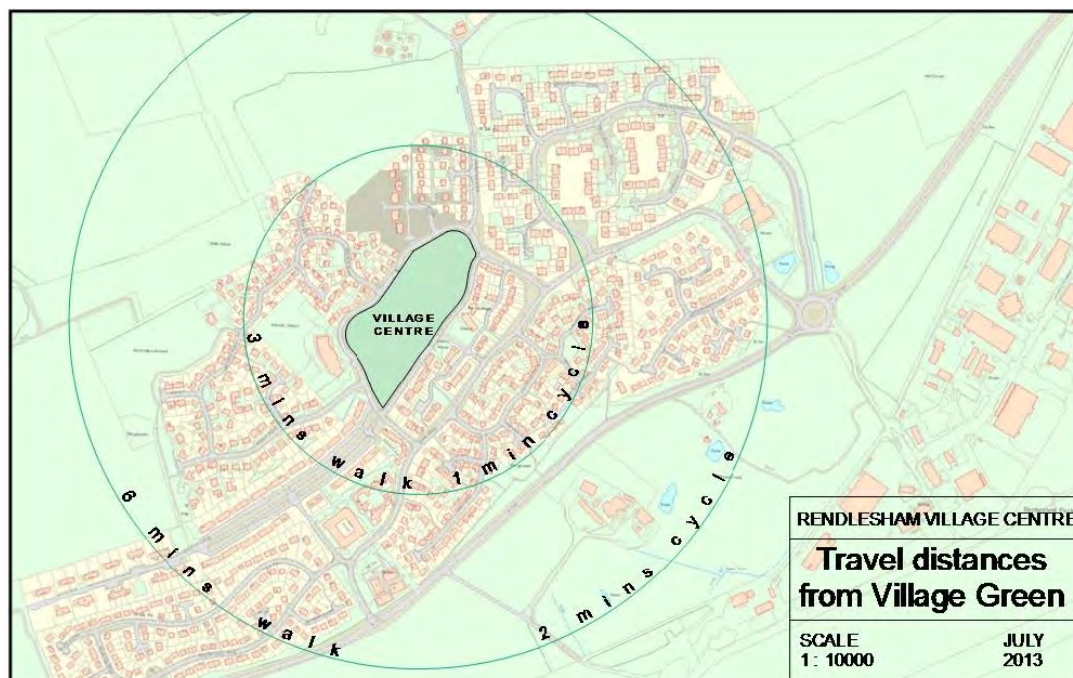 VILLAGE
CENTRE
3 mins walk 1 min cycle
6 mins walk
2 mins cycle
RENDLESHAM VILLAGE CENTRE
Travel distances
from Village Green
SCALE
1 : 10000
JULY
2013